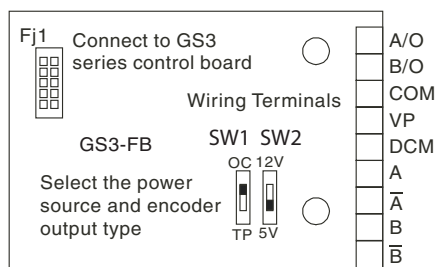 Fj1
Connect to GS3
series control board
Wiring Terminals
GS3-FB
SW1 SW2
OC 12V
Select the power
source and encoder
output type
TP 5V
A/O
B/O
COM
VP
DCM
A
A̅
B
B̅